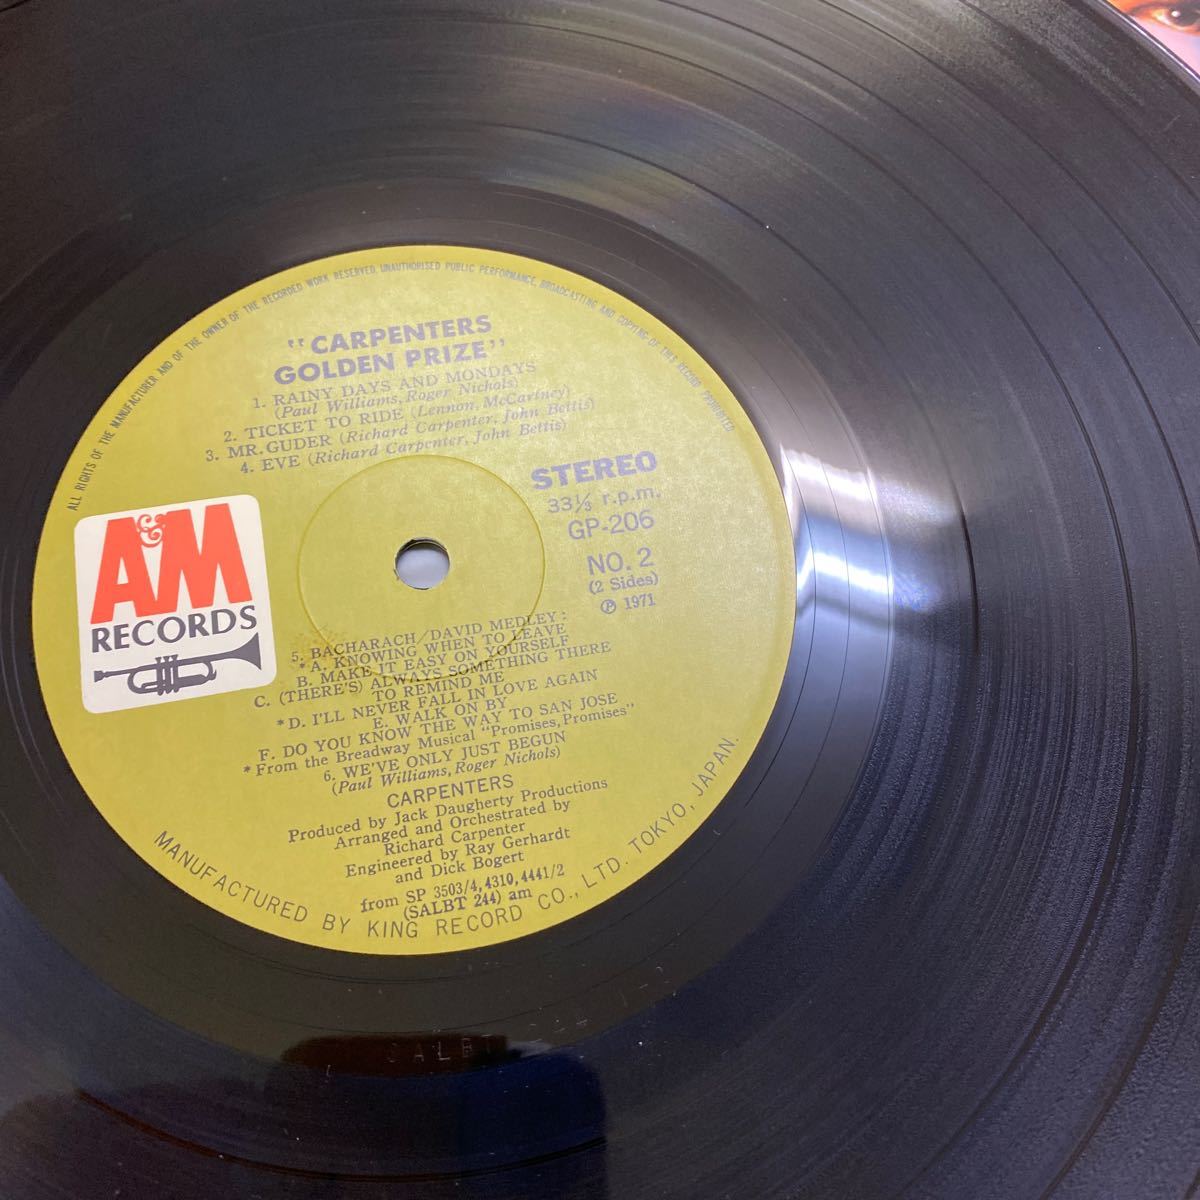 ALL RIGHTS OF THE MANUFACTURER AND OF THE OWNER OF THE RECORDED WORK RESERVED. UNAUTHORISED PUBLIC PERFORMANCE, BROADCASTING AND COPYING OF THIS RECORD PROHIBITED
"CARPENTERS
GOLDEN PRIZE"
1. RAINY DAYS AND MONDAYS
(Paul Williams, Roger Nichols)
2. TICKET TO RIDE (Lennon, McCartney)
3. MR. GUDER (Richard Carpenter, John Bettis)
4. EVE (Richard Carpenter, John Bettis)
STEREO
33⅓ r.p.m.
GP-206
NO. 2
(2 Sides)
Ⓟ 1971
A&M
RECORDS
5. BACHARACH/DAVID MEDLEY:
*A. KNOWING WHEN TO LEAVE
B. MAKE IT EASY ON YOURSELF
C. (THERE'S) ALWAYS SOMETHING THERE
TO REMIND ME
*D. I'LL NEVER FALL IN LOVE AGAIN
E. WALK ON BY
F. DO YOU KNOW THE WAY TO SAN JOSE
*From the Breadway Musical "Promises, Promises"
6. WE'VE ONLY JUST BEGUN
(Paul Williams, Roger Nichols)
CARPENTERS
Produced by Jack Daugherty Productions
Arranged and Orchestrated by
Richard Carpenter
Engineered by Ray Gerhardt
and Dick Bogert
from SP 3503/4, 4310, 4441/2
(SALBT 244) am
MANUFACTURED BY KING RECORD CO., LTD. TOKYO, JAPAN.